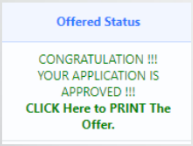 Offered Status
CONGRATULATION !!!
YOUR APPLICATION IS
APPROVED !!!
CLICK Here to PRINT The
Offer.